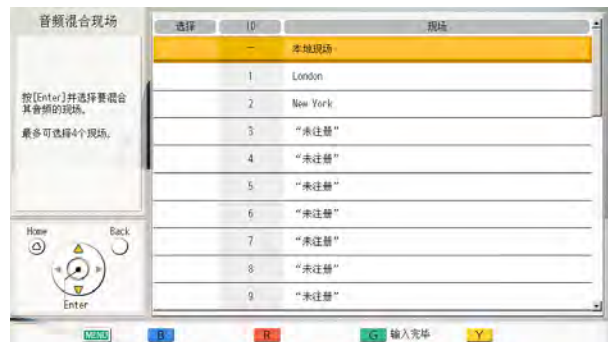 音频混合现场
选择 ID 现场
— 本地现场
1 London
2 New York
3 “未注册”
4 “未注册”
5 “未注册”
6 “未注册”
7 “未注册”
8 “未注册”
9 “未注册”
按[Enter]并选择要混合
其音频的现场。
最多可选择4个现场。
Home Back
Enter
MENU B R G 输入完毕 Y